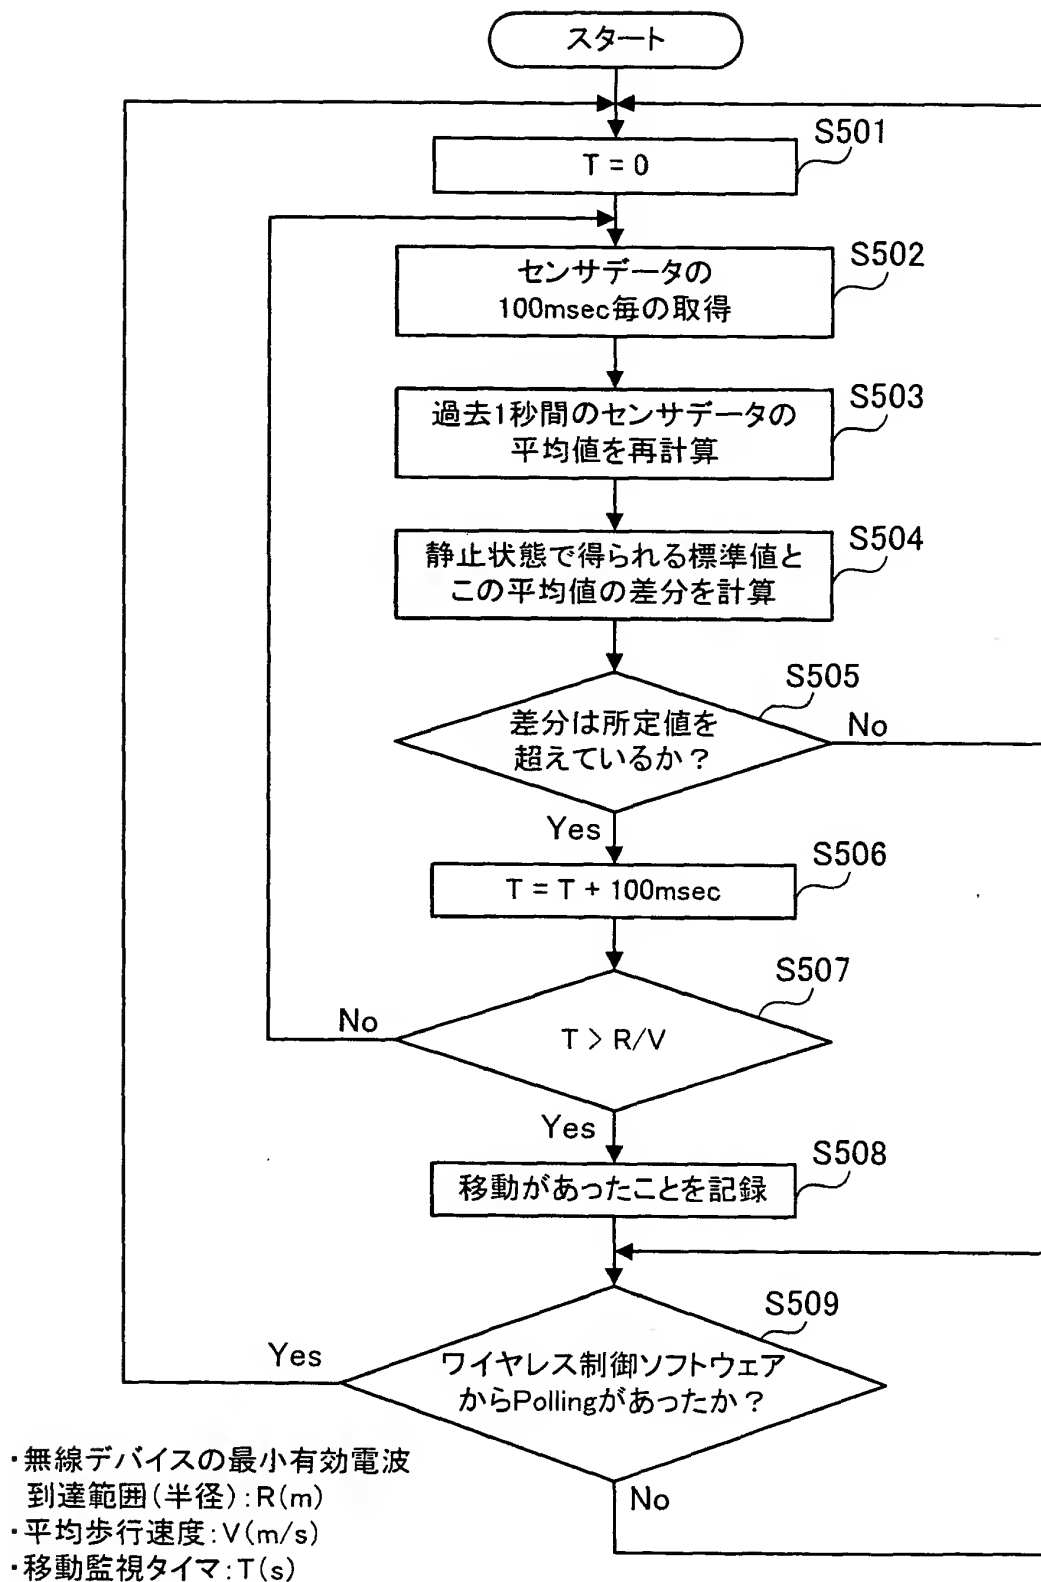 スタート
S501
T = 0
S502
センサデータの
100msec毎の取得
S503
過去1秒間のセンサデータの
平均値を再計算
S504
静止状態で得られる標準値と
この平均値の差分を計算
S505
差分は所定値を
超えているか？
No
Yes
S506
T = T + 100msec
S507
T > R/V
No
Yes
S508
移動があったことを記録
S509
ワイヤレス制御ソフトウェア
からPollingがあったか？
Yes
No
・無線デバイスの最小有効電波
到達範囲(半径):R(m)
・平均歩行速度:V(m/s)
・移動監視タイマ:T(s)